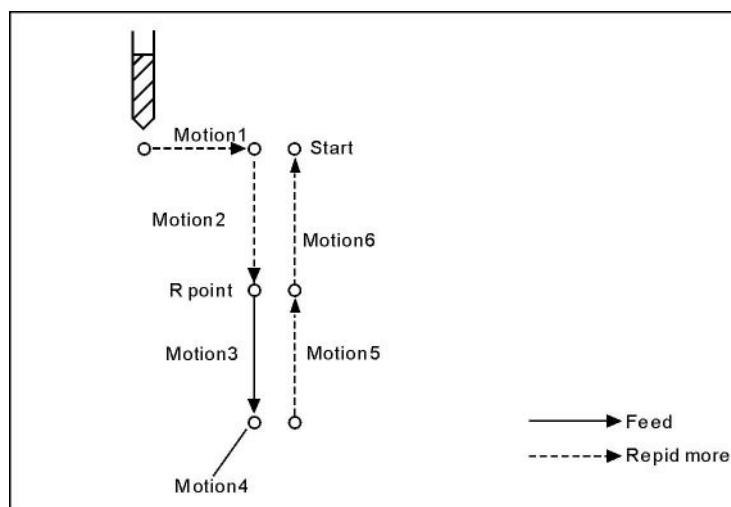 Motion1
Start
Motion2
Motion6
R point
Motion3
Motion5
Feed
Repid more
Motion4